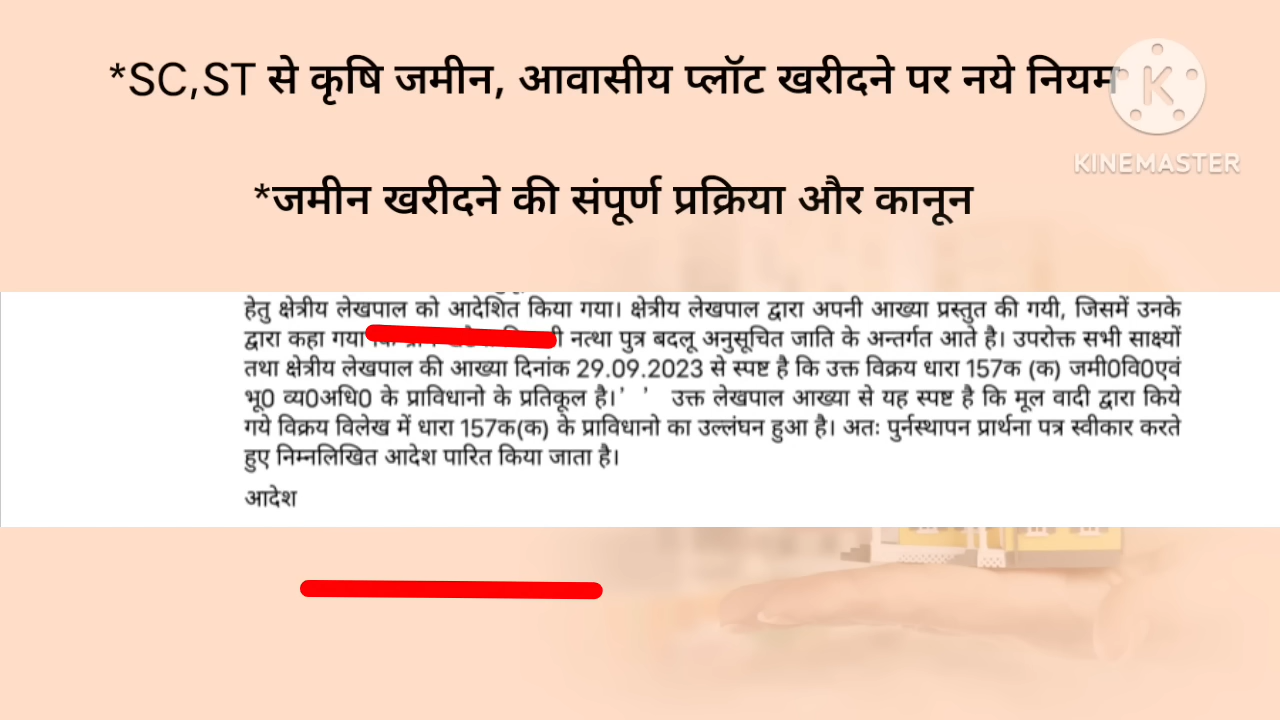 *SC,ST से कृषि जमीन, आवासीय प्लॉट खरीदने पर नये नियम
KINEMASTER
*जमीन खरीदने की संपूर्ण प्रक्रिया और कानून
हेतु क्षेत्रीय लेखपाल को आदेशित किया गया। क्षेत्रीय लेखपाल द्वारा अपनी आख्या प्रस्तुत की गयी, जिसमें उनके
द्वारा कहा गया नत्था पुत्र बदलू अनुसूचित जाति के अन्तर्गत आते है। उपरोक्त सभी साक्ष्यों
तथा क्षेत्रीय लेखपाल की आख्या दिनांक 29.09.2023 से स्पष्ट है कि उक्त विक्रय धारा 157क (क) जमी0वि0एवं
भू0 व्य0अधि0 के प्राविधानो के प्रतिकूल है।' ' उक्त लेखपाल आख्या से यह स्पष्ट है कि मूल वादी द्वारा किये
गये विक्रय विलेख में धारा 157क(क) के प्राविधानो का उल्लंघन हुआ है। अतः पुर्नस्थापन प्रार्थना पत्र स्वीकार करते
हुए निम्नलिखित आदेश पारित किया जाता है।
आदेश